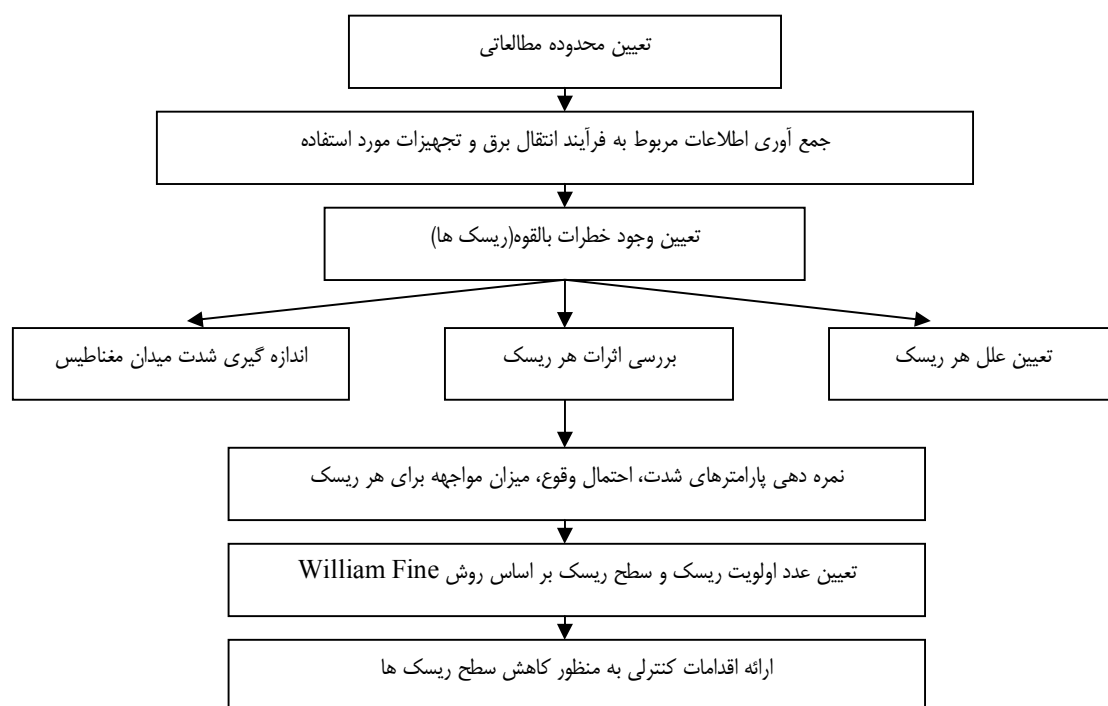 تعیین محدوده مطالعاتی
جمع آوری اطلاعات مربوط به فرآیند انتقال برق و تجهیزات مورد استفاده
تعیین وجود خطرات بالقوه(ریسک ها)
تعیین علل هر ریسک
بررسی اثرات هر ریسک
اندازه گیری شدت میدان مغناطیس
نمره دهی پارامترهای شدت، احتمال وقوع، میزان مواجهه برای هر ریسک
تعیین عدد اولویت ریسک و سطح ریسک بر اساس روش William Fine
ارائه اقدامات کنترلی به منظور کاهش سطح ریسک ها